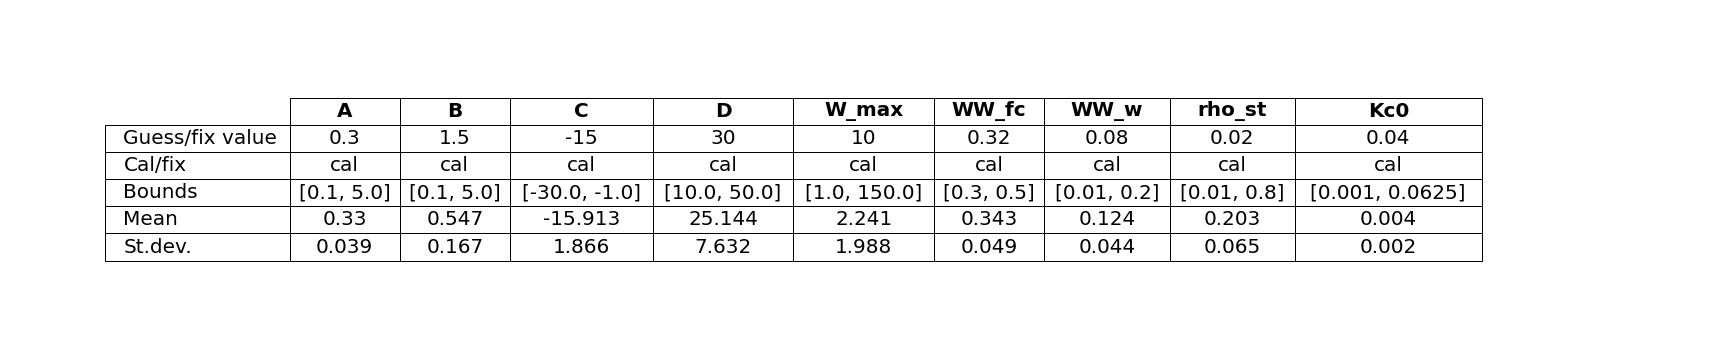 A B C D W_max WW_fc WW_w rho_st Kc0
Guess/fix value 0.3 1.5 -15 30 10 0.32 0.08 0.02 0.04
Cal/fix cal cal cal cal cal cal cal cal cal
Bounds [0.1, 5.0] [0.1, 5.0] [-30.0, -1.0] [10.0, 50.0] [1.0, 150.0] [0.3, 0.5] [0.01, 0.2] [0.01, 0.8] [0.001, 0.0625]
Mean 0.33 0.547 -15.913 25.144 2.241 0.343 0.124 0.203 0.004
St.dev. 0.039 0.167 1.866 7.632 1.988 0.049 0.044 0.065 0.002